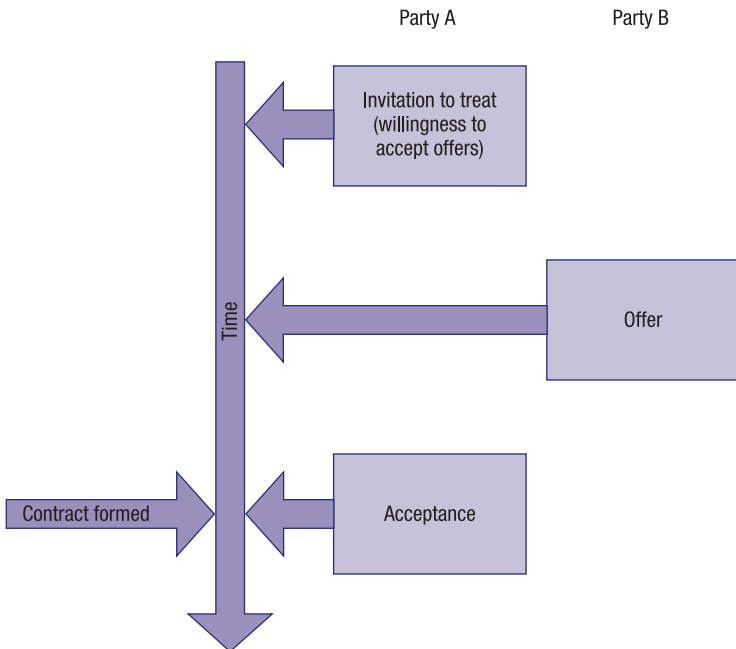 Party A
Party B
Invitation to treat
(willingness to
accept offers)
Time
Offer
Contract formed
Acceptance